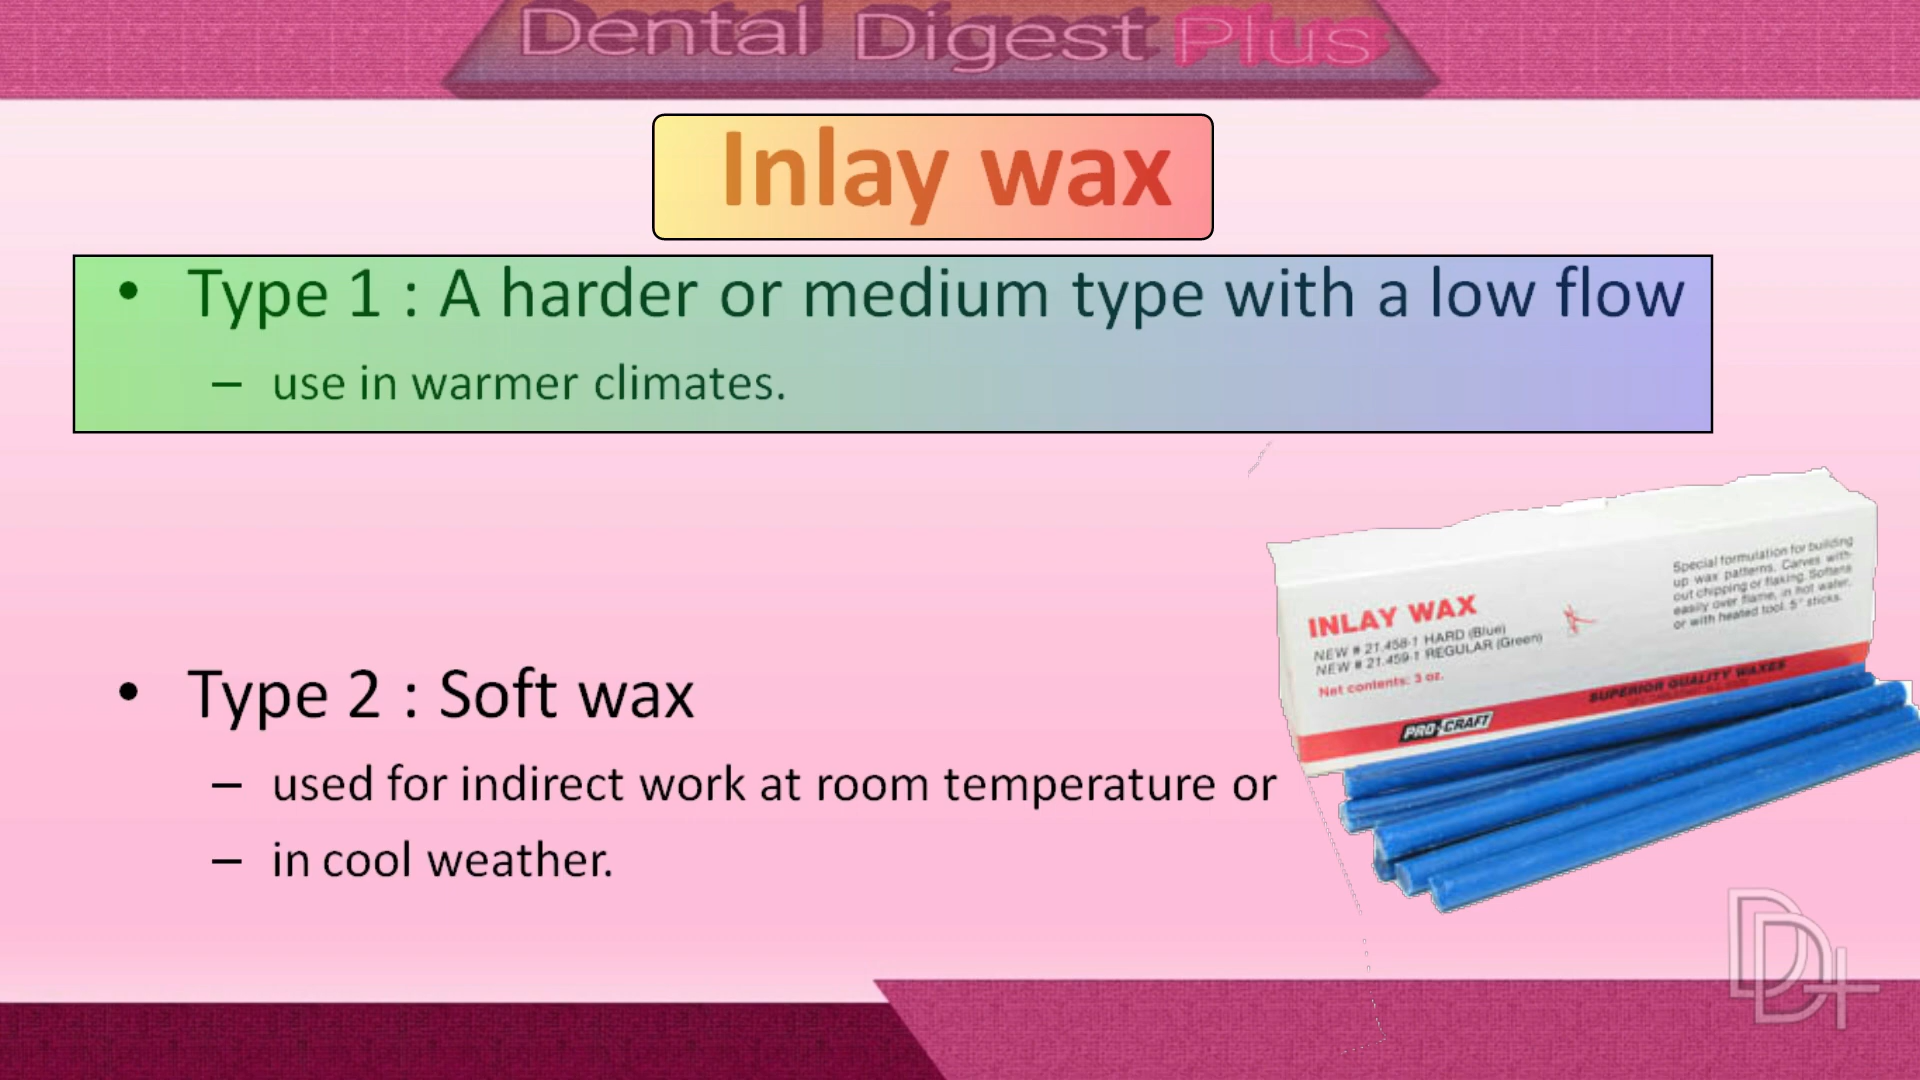 Dental Digest Plus
Inlay wax
• Type 1 : A harder or medium type with a low flow
– use in warmer climates.
• Type 2 : Soft wax
– used for indirect work at room temperature or
– in cool weather.
INLAY WAX
NEW # 21.458-1 HARD (Blue)
NEW # 21.459-1 REGULAR (Green)
Net contents: 3 oz.
Special formulation for building
up wax patterns. Carves with-
out chipping or flaking. Softens
easily over flame, in hot water,
or with heated tool. 5" sticks.
SUPERIOR QUALITY WAXES
PRO-CRAFT
DD+